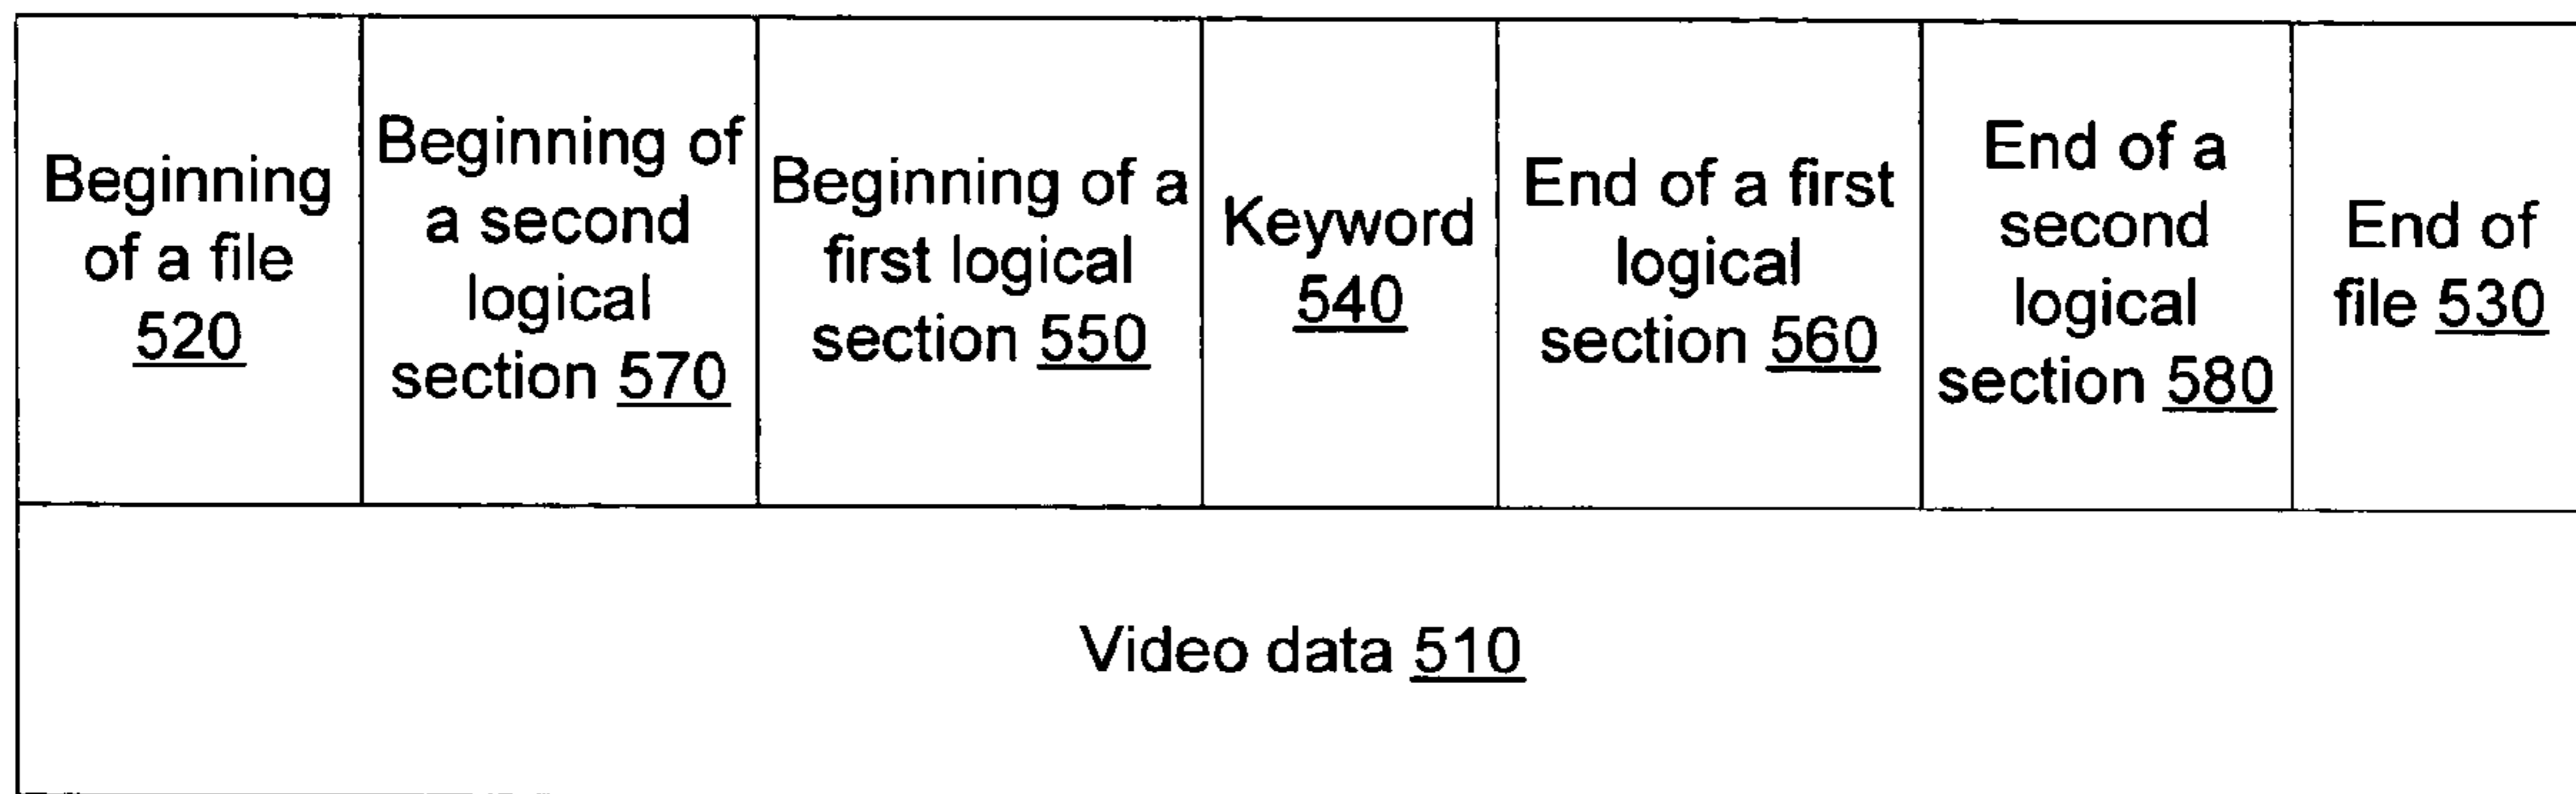 Beginning
of a file
520
Beginning of
a second
logical
section 570
Beginning of a
first logical
section 550
Keyword
540
End of a first
logical
section 560
End of a
second
logical
section 580
End of
file 530
Video data 510